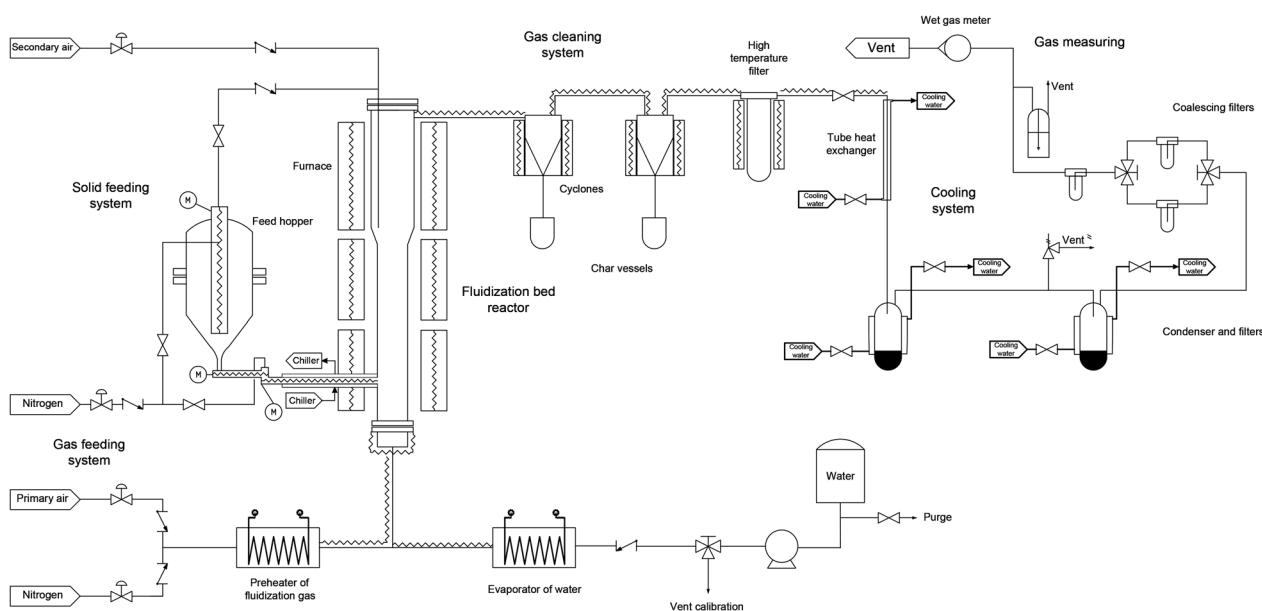 Secondary air
Gas cleaning
system
High
temperature
filter
Wet gas meter
Vent
Gas measuring
Vent
Cooling
water
Coalescing filters
Furnace
Tube heat
exchanger
Solid feeding
system
M
Feed hopper
Cyclones
Cooling
water
Cooling
system
Char vessels
Vent
Cooling
water
Cooling
water
Fluidization bed
reactor
Condenser and filters
Cooling
water
Cooling
water
Chiller
M
Chiller
M
Nitrogen
Gas feeding
system
Primary air
Water
Purge
Nitrogen
Preheater of
fluidization gas
Evaporator of water
Vent calibration